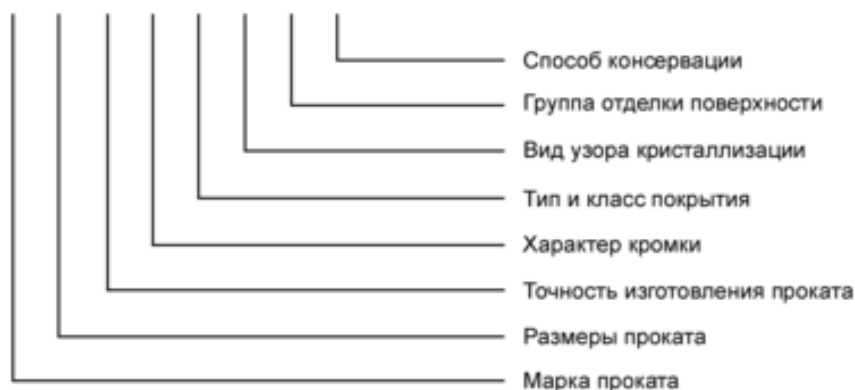 Способ консервации
Группа отделки поверхности
Вид узора кристаллизации
Тип и класс покрытия
Характер кромки
Точность изготовления проката
Размеры проката
Марка проката